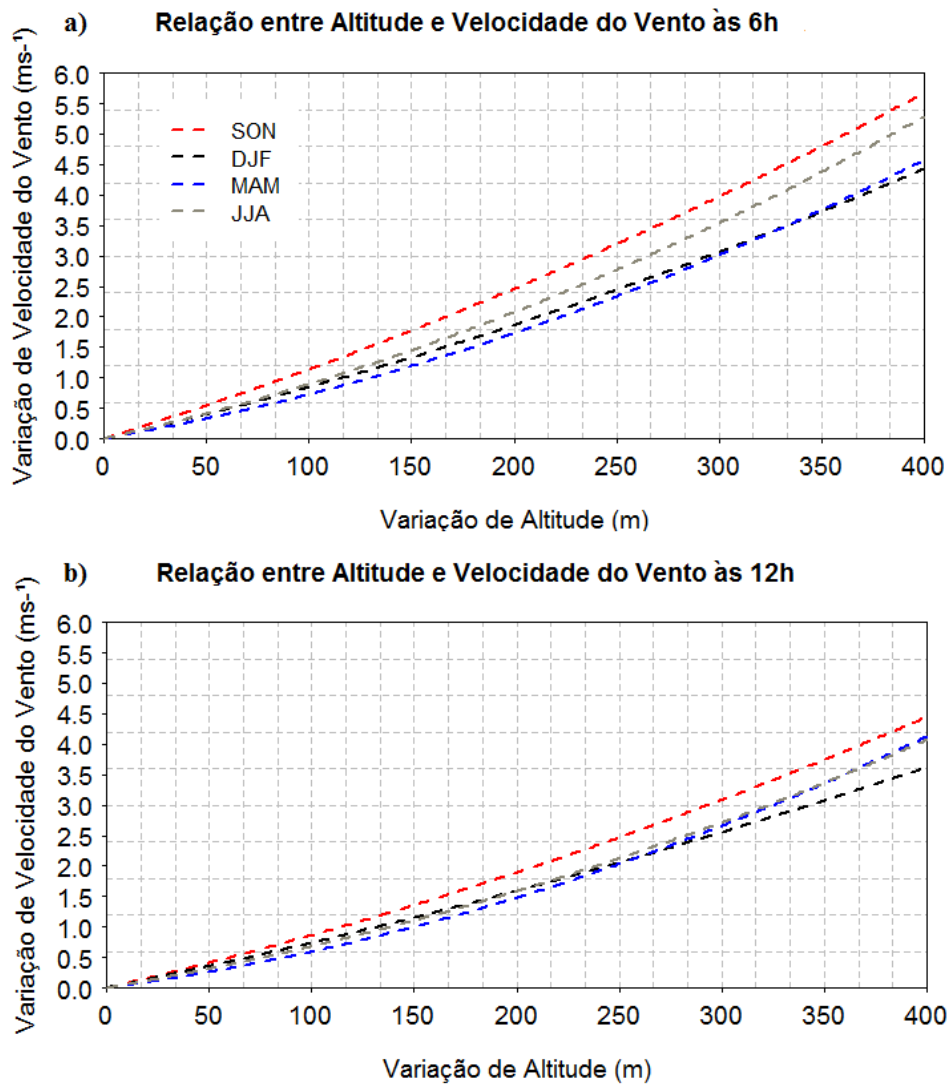 a) Relação entre Altitude e Velocidade do Vento às 6h
Variação de Velocidade do Vento (ms-¹)
6.0
5.5
5.0
4.5
4.0
3.5
3.0
2.5
2.0
1.5
1.0
0.5
0.0
SON
DJF
MAM
JJA
0 50 100 150 200 250 300 350 400
Variação de Altitude (m)
b) Relação entre Altitude e Velocidade do Vento às 12h
Variação de Velocidade do Vento (ms-¹)
6.0
5.5
5.0
4.5
4.0
3.5
3.0
2.5
2.0
1.5
1.0
0.5
0.0
0 50 100 150 200 250 300 350 400
Variação de Altitude (m)